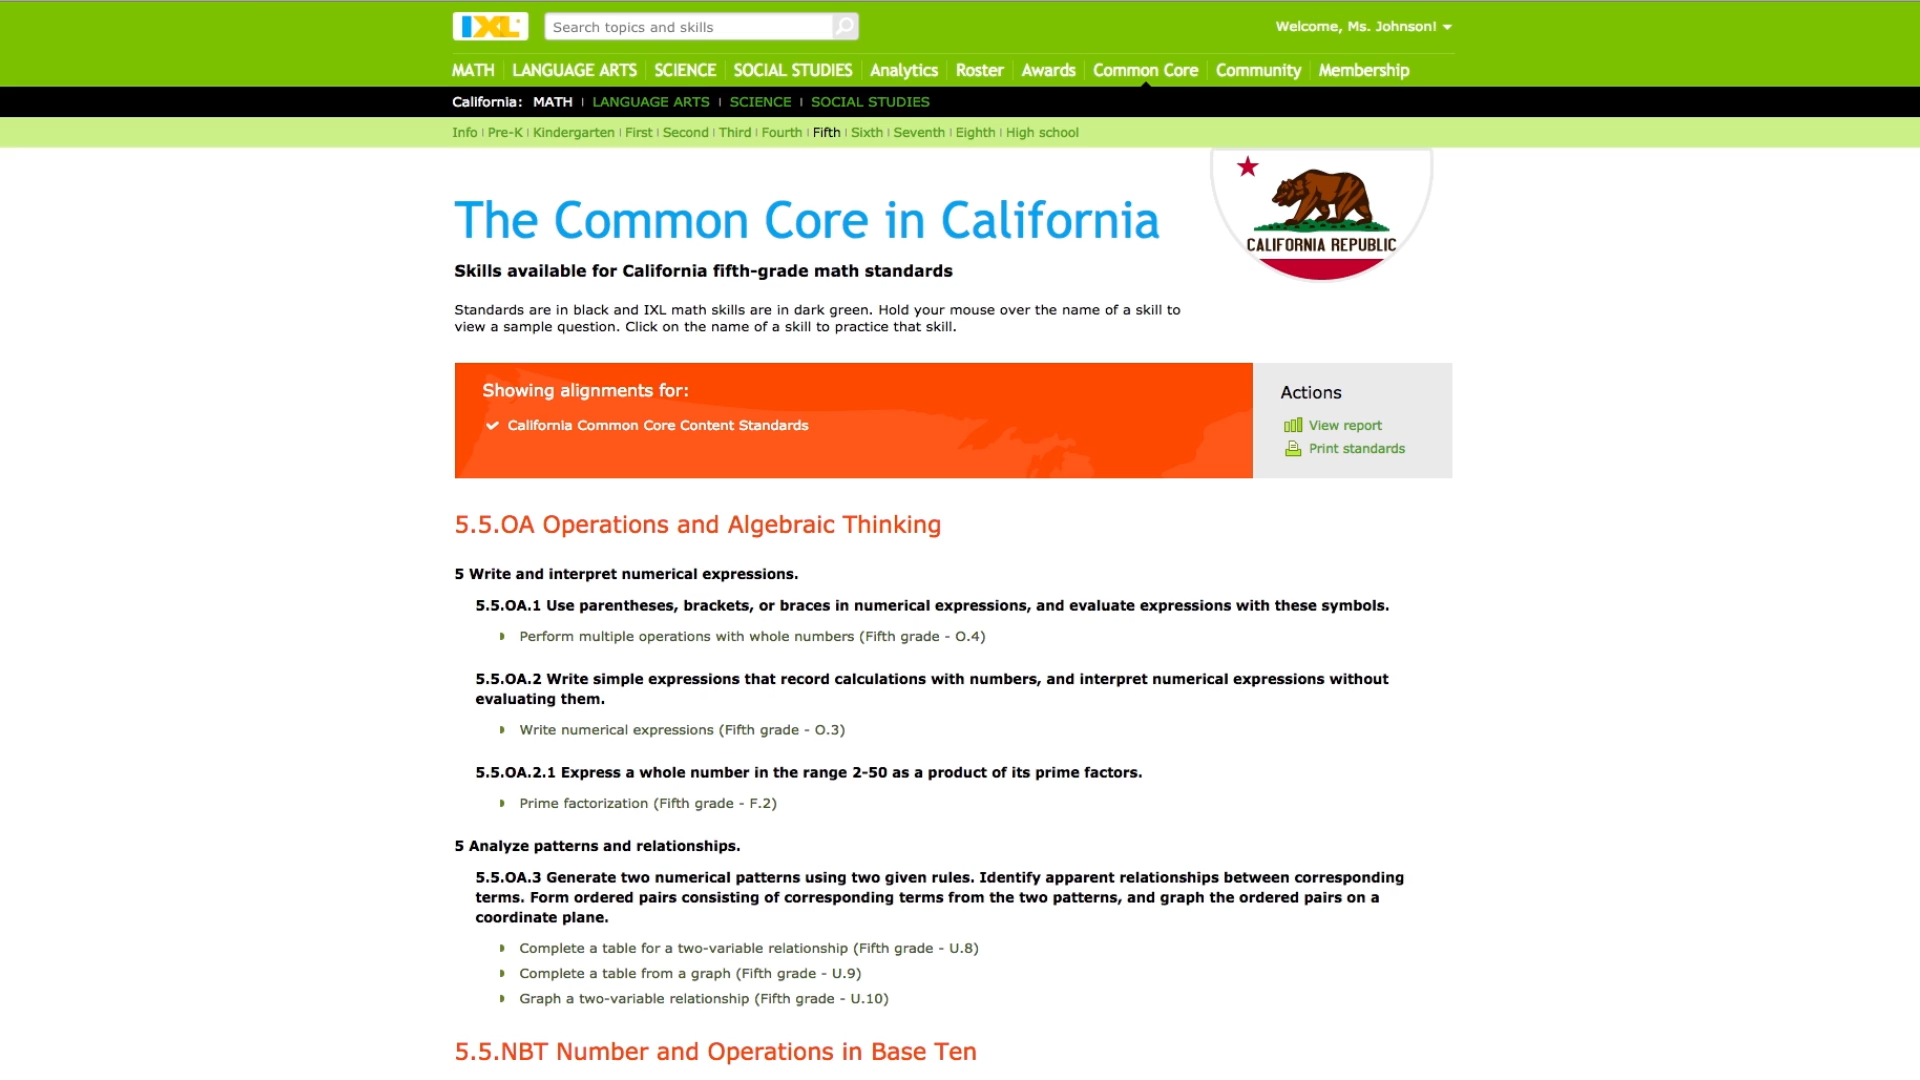 IXL
Search topics and skills
Welcome, Ms. Johnson!
MATH LANGUAGE ARTS SCIENCE SOCIAL STUDIES Analytics Roster Awards Common Core Community Membership
California: MATH LANGUAGE ARTS SCIENCE SOCIAL STUDIES
Info Pre-K Kindergarten First Second Third Fourth Fifth Sixth Seventh Eighth High school
CALIFORNIA REPUBLIC
The Common Core in California
Skills available for California fifth-grade math standards
Standards are in black and IXL math skills are in dark green. Hold your mouse over the name of a skill to
view a sample question. Click on the name of a skill to practice that skill.
Showing alignments for:
California Common Core Content Standards
Actions
View report
Print standards
5.5.OA Operations and Algebraic Thinking
5 Write and interpret numerical expressions.
5.5.OA.1 Use parentheses, brackets, or braces in numerical expressions, and evaluate expressions with these symbols.
Perform multiple operations with whole numbers (Fifth grade - O.4)
5.5.OA.2 Write simple expressions that record calculations with numbers, and interpret numerical expressions without
evaluating them.
Write numerical expressions (Fifth grade - O.3)
5.5.OA.2.1 Express a whole number in the range 2-50 as a product of its prime factors.
Prime factorization (Fifth grade - F.2)
5 Analyze patterns and relationships.
5.5.OA.3 Generate two numerical patterns using two given rules. Identify apparent relationships between corresponding
terms. Form ordered pairs consisting of corresponding terms from the two patterns, and graph the ordered pairs on a
coordinate plane.
Complete a table for a two-variable relationship (Fifth grade - U.8)
Complete a table from a graph (Fifth grade - U.9)
Graph a two-variable relationship (Fifth grade - U.10)
5.5.NBT Number and Operations in Base Ten